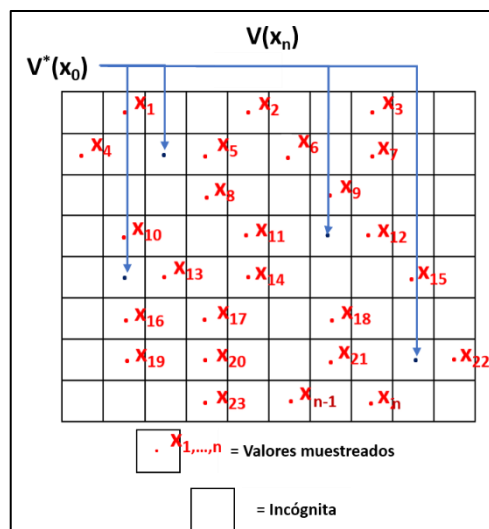 V(xₙ)
V*(x₀)
X₁ X₂ X₃
X₄ X₅ X₆ X₇
X₈ X₉
X₁₀ X₁₁ X₁₂
X₁₃ X₁₄ X₁₅
X₁₆ X₁₇ X₁₈
X₁₉ X₂₀ X₂₁ X₂₂
X₂₃ Xₙ₋₁ Xₙ
X₁,...,ₙ = Valores muestreados
= Incógnita